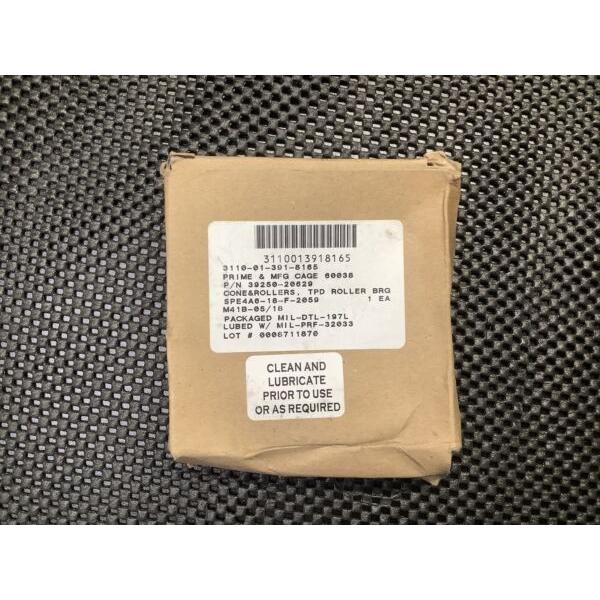 3110013918165
3110-01-391-8165
PRIME & MFG CAGE 60038
P/N 39250-20629
CONE&ROLLERS, TPD ROLLER BRG
SPE4A6-18-F-2059 1 EA
M41B-05/18
PACKAGED MIL-DTL-197L
LUBED W/ MIL-PRF-32033
LOT # 0006711870
CLEAN AND
LUBRICATE
PRIOR TO USE
OR AS REQUIRED